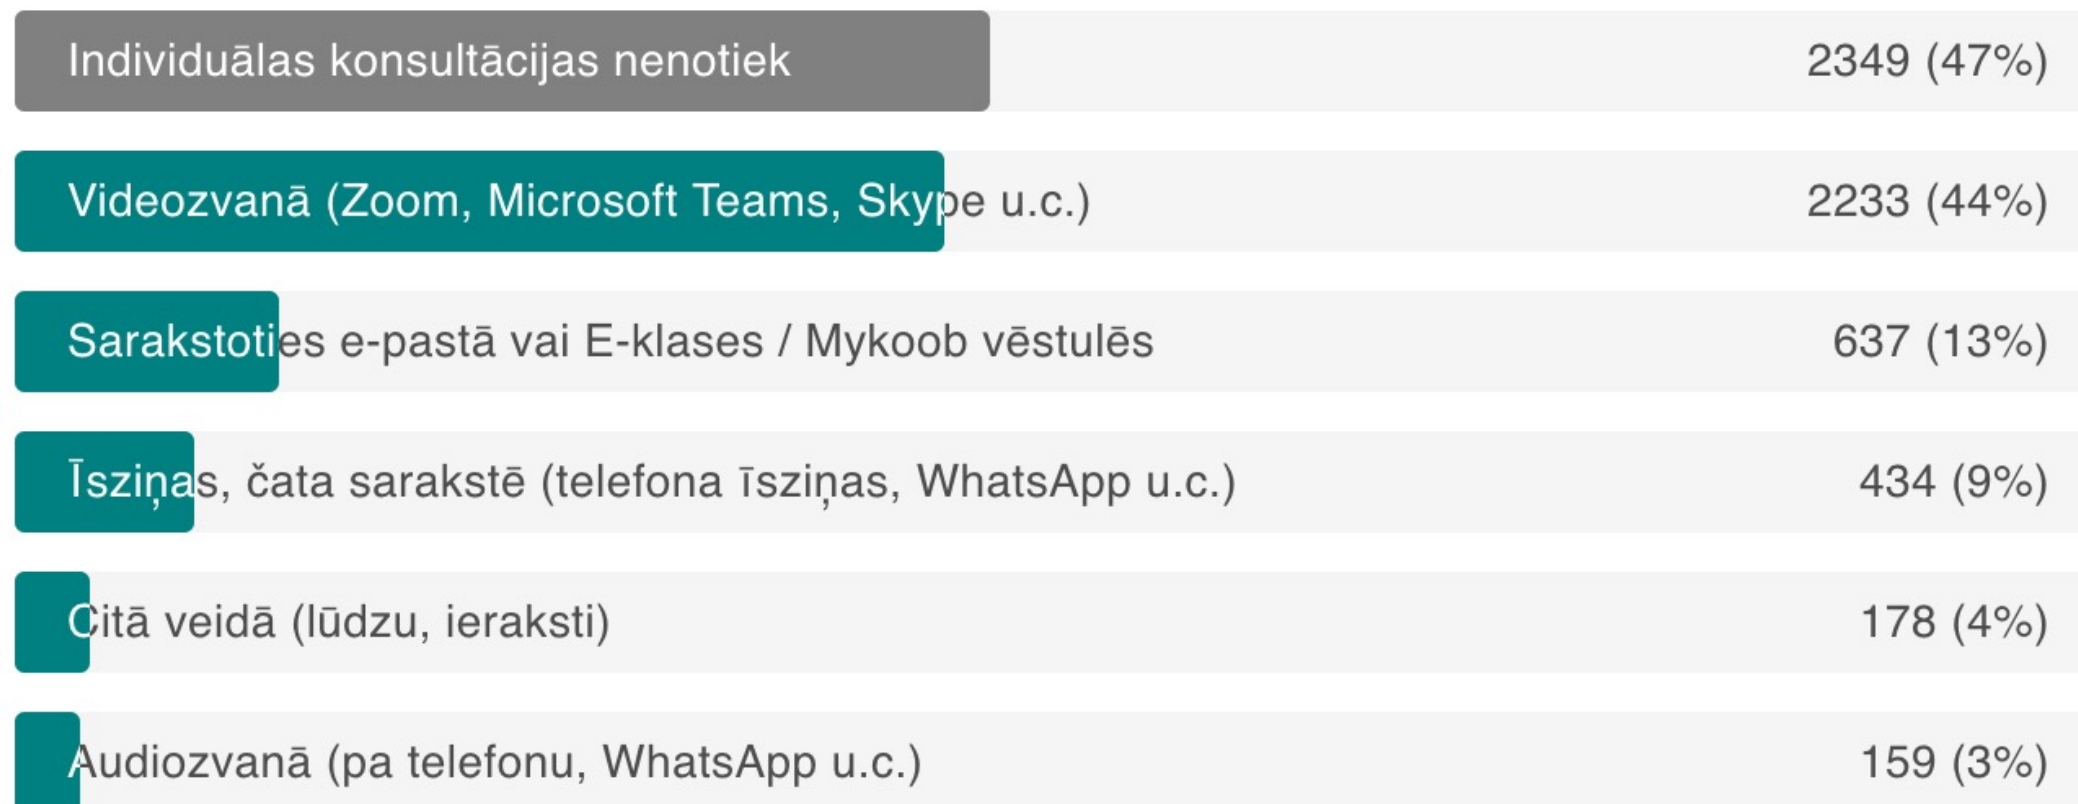 Individuālas konsultācijas nenotiek 2349 (47%)
Videozvanā (Zoom, Microsoft Teams, Skype u.c.) 2233 (44%)
Sarakstoties e-pastā vai E-klases / Mykoob vēstulēs 637 (13%)
Īsziņas, čata sarakstē (telefona īsziņas, WhatsApp u.c.) 434 (9%)
Citā veidā (lūdzu, ieraksti) 178 (4%)
Audiozvanā (pa telefonu, WhatsApp u.c.) 159 (3%)